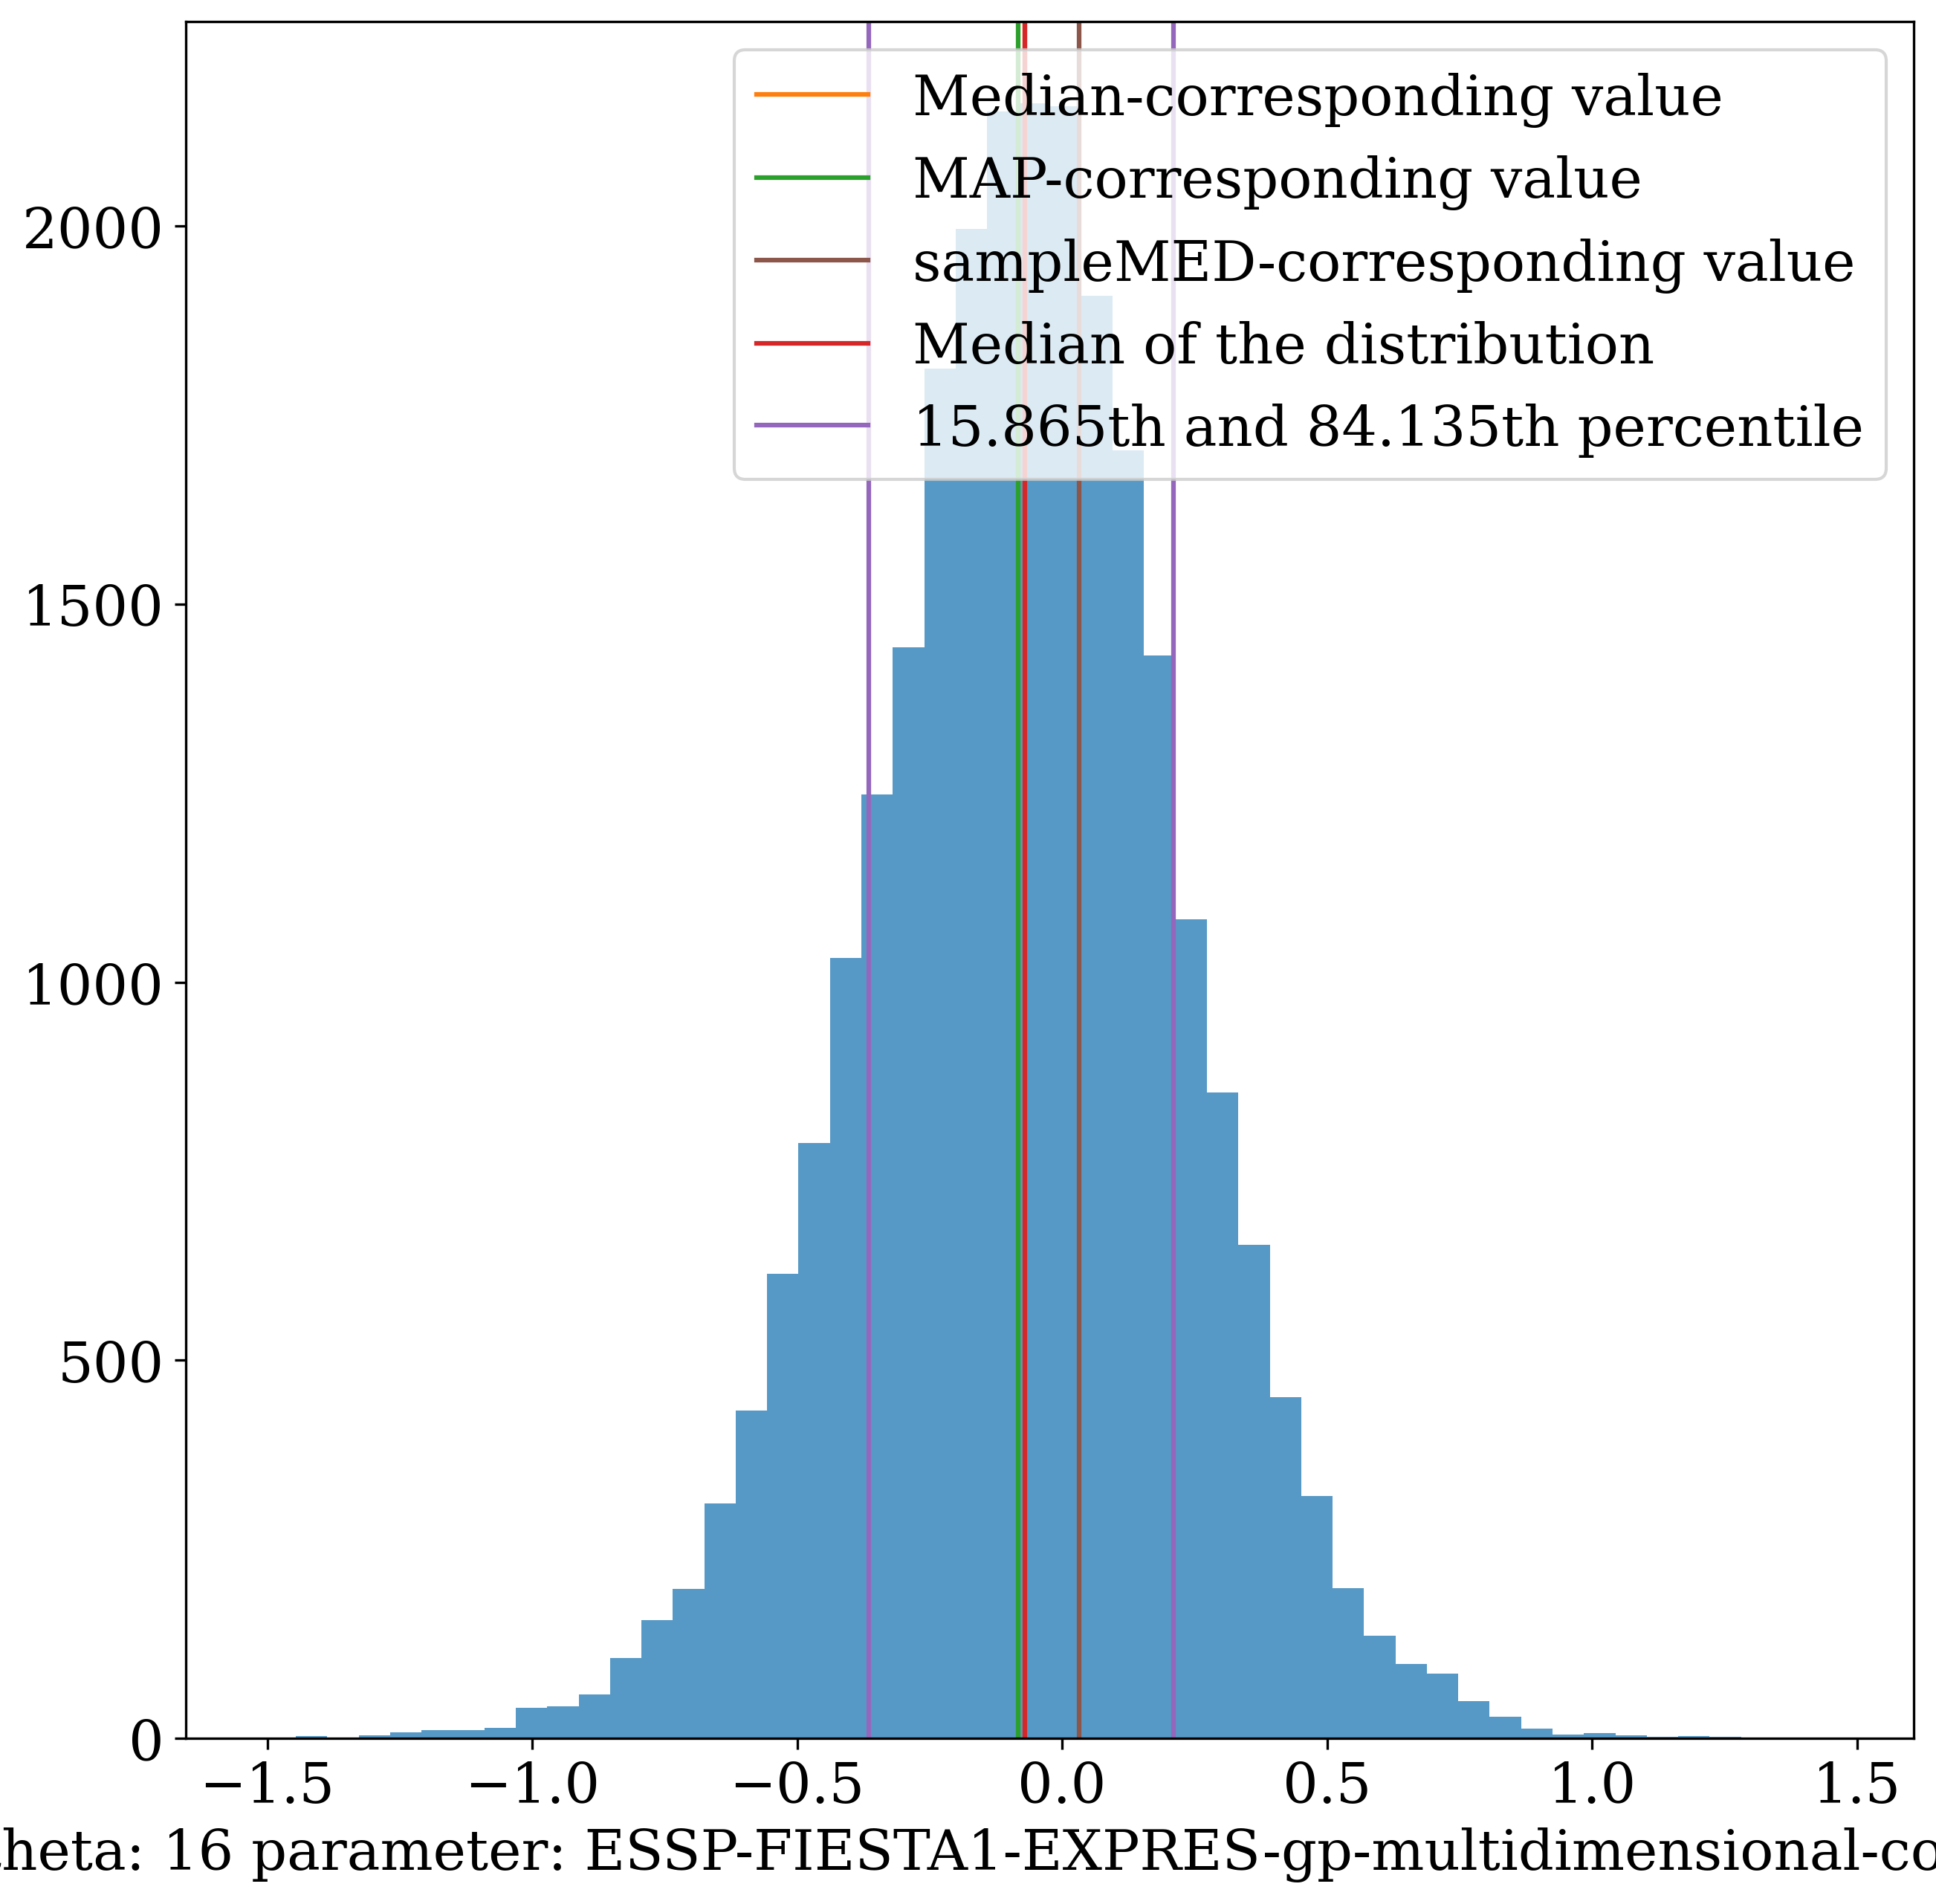 Median-corresponding value
MAP-corresponding value
sampleMED-corresponding value
Median of the distribution
15.865th and 84.135th percentile
2000
1500
1000
500
0
−1.5 −1.0 −0.5 0.0 0.5 1.0 1.5
heta: 16 parameter: ESSP-FIESTA1-EXPRES-gp-multidimensional-co